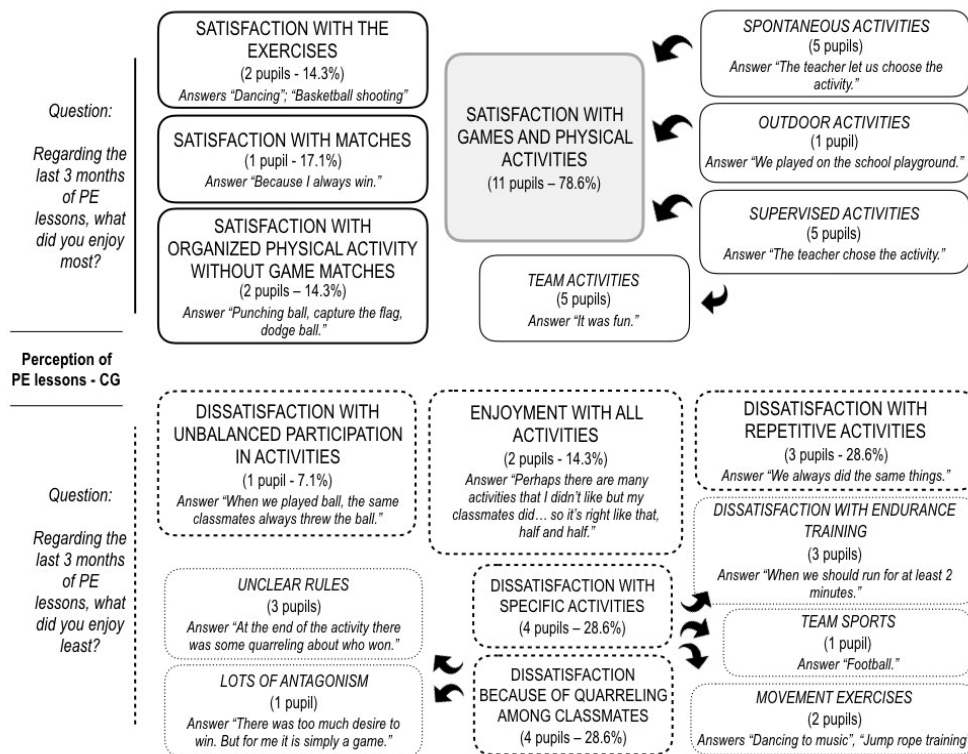 Question:
Regarding the
last 3 months
of PE
lessons, what
did you enjoy
most?
SATISFACTION WITH THE
EXERCISES
(2 pupils - 14.3%)
Answers “Dancing”; “Basketball shooting”
SATISFACTION WITH MATCHES
(1 pupil - 17.1%)
Answer “Because I always win.”
SATISFACTION WITH
ORGANIZED PHYSICAL ACTIVITY
WITHOUT GAME MATCHES
(2 pupils – 14.3%)
Answer “Punching ball, capture the flag,
dodge ball.”
SATISFACTION WITH
GAMES AND PHYSICAL
ACTIVITIES
(11 pupils – 78.6%)
SPONTANEOUS ACTIVITIES
(5 pupils)
Answer “The teacher let us choose the
activity.”
OUTDOOR ACTIVITIES
(1 pupil)
Answer “We played on the school playground.”
SUPERVISED ACTIVITIES
(5 pupils)
Answer “The teacher chose the activity.”
TEAM ACTIVITIES
(5 pupils)
Answer “It was fun.”
Perception of
PE lessons - CG
Question:
Regarding the
last 3 months
of PE
lessons, what
did you enjoy
least?
DISSATISFACTION WITH
UNBALANCED PARTICIPATION
IN ACTIVITIES
(1 pupil - 7.1%)
Answer “When we played ball, the same
classmates always threw the ball.”
ENJOYMENT WITH ALL
ACTIVITIES
(2 pupils - 14.3%)
Answer “Perhaps there are many
activities that I didn’t like but my
classmates did… so it’s right like that,
half and half.”
DISSATISFACTION WITH
REPETITIVE ACTIVITIES
(3 pupils - 28.6%)
Answer “We always did the same things.”
DISSATISFACTION WITH ENDURANCE
TRAINING
(3 pupils)
Answer “When we should run for at least 2
minutes.”
UNCLEAR RULES
(3 pupils)
Answer “At the end of the activity there
was some quarreling about who won.”
DISSATISFACTION WITH
SPECIFIC ACTIVITIES
(4 pupils – 28.6%)
TEAM SPORTS
(1 pupil)
Answer “Football.”
LOTS OF ANTAGONISM
(1 pupil)
Answer “There was too much desire to
win. But for me it is simply a game.”
DISSATISFACTION
BECAUSE OF QUARRELING
AMONG CLASSMATES
(4 pupils – 28.6%)
MOVEMENT EXERCISES
(2 pupils)
Answers “Dancing to music”, “Jump rope training